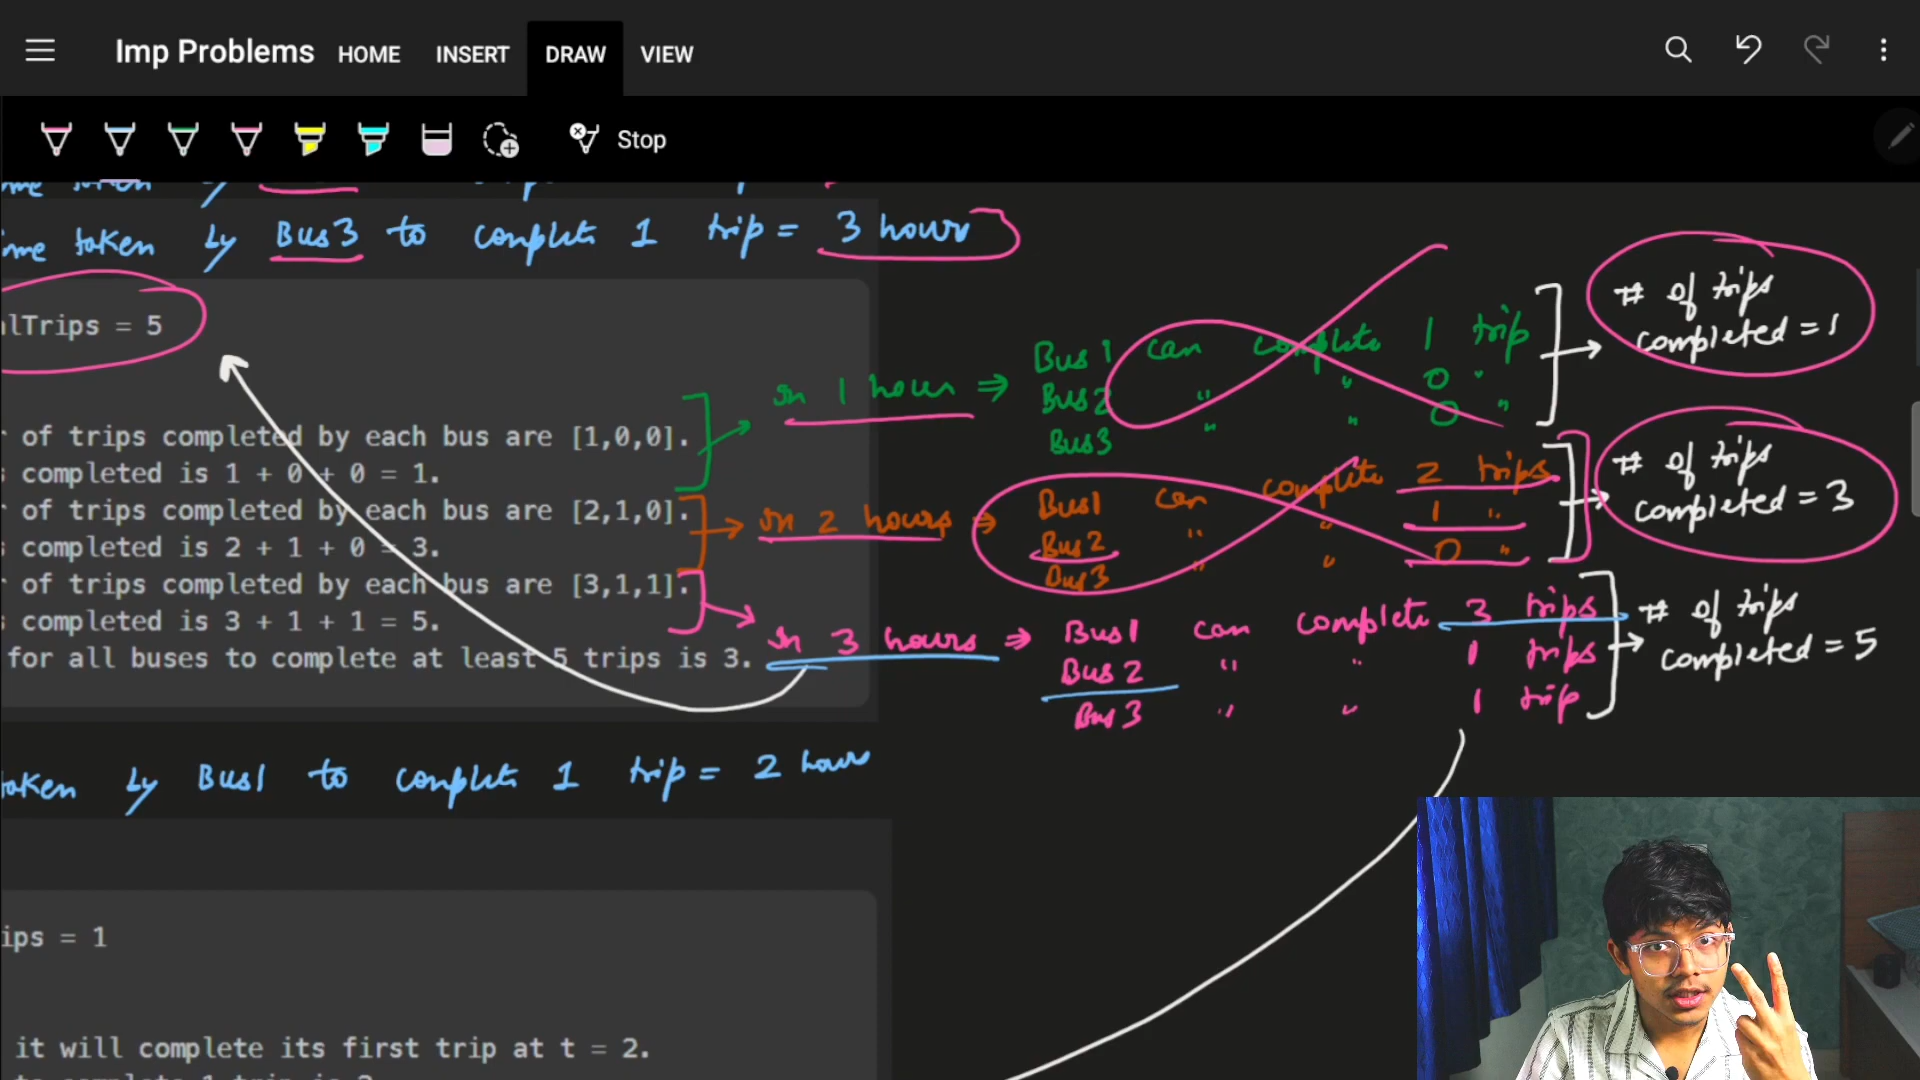 Imp Problems HOME INSERT DRAW VIEW
Stop
me taken by Bus3 to complete 1 trip = 3 hours
lTrips = 5
r of trips completed by each bus are [1,0,0].
s completed is 1 + 0 + 0 = 1.
r of trips completed by each bus are [2,1,0].
s completed is 2 + 1 + 0 = 3.
r of trips completed by each bus are [3,1,1].
s completed is 3 + 1 + 1 = 5.
for all buses to complete at least 5 trips is 3.
In 1 hour ⇒
Bus1 can complete 1 trip
Bus2 " " 0 "
Bus3 " " 0 "
# of trips
completed = 1
In 2 hours ⇒
Bus1 can complete 2 trips
Bus2 " " 1 "
Bus3 " " 0 "
# of trips
completed = 3
In 3 hours ⇒
Bus1 can complete 3 trips
Bus2 " " 1 trips
Bus3 " " 1 trip
# of trips
completed = 5
taken by Bus1 to complete 1 trip = 2 hours
ips = 1
it will complete its first trip at t = 2.